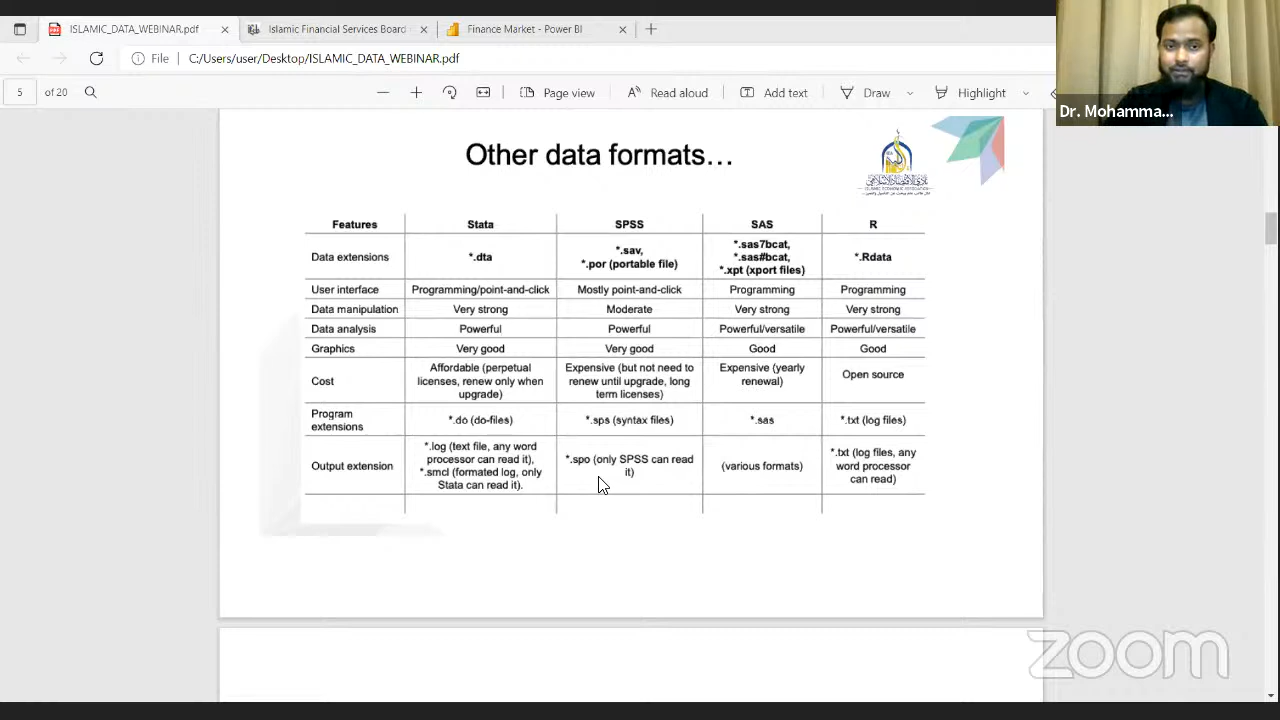 ISLAMIC_DATA_WEBINAR.pdf
Islamic Financial Services Board
Finance Market - Power BI
File
C:/Users/user/Desktop/ISLAMIC_DATA_WEBINAR.pdf
5 of 20
Page view
Read aloud
Add text
Draw
Highlight
Dr. Mohamma...
Other data formats...
ISLAMIC ECONOMIC ASSOCIATION
Features Stata SPSS SAS R
Data extensions *.dta *.sav, *.por (portable file) *.sas7bcat, *.sas#bcat, *.xpt (xport files) *.Rdata
User interface Programming/point-and-click Mostly point-and-click Programming Programming
Data manipulation Very strong Moderate Very strong Very strong
Data analysis Powerful Powerful Powerful/versatile Powerful/versatile
Graphics Very good Very good Good Good
Cost Affordable (perpetual licenses, renew only when upgrade) Expensive (but not need to renew until upgrade, long term licenses) Expensive (yearly renewal) Open source
Program extensions *.do (do-files) *.sps (syntax files) *.sas *.txt (log files)
Output extension *.log (text file, any word processor can read it), *.smcl (formated log, only Stata can read it). *.spo (only SPSS can read it) (various formats) *.txt (log files, any word processor can read)
zoom